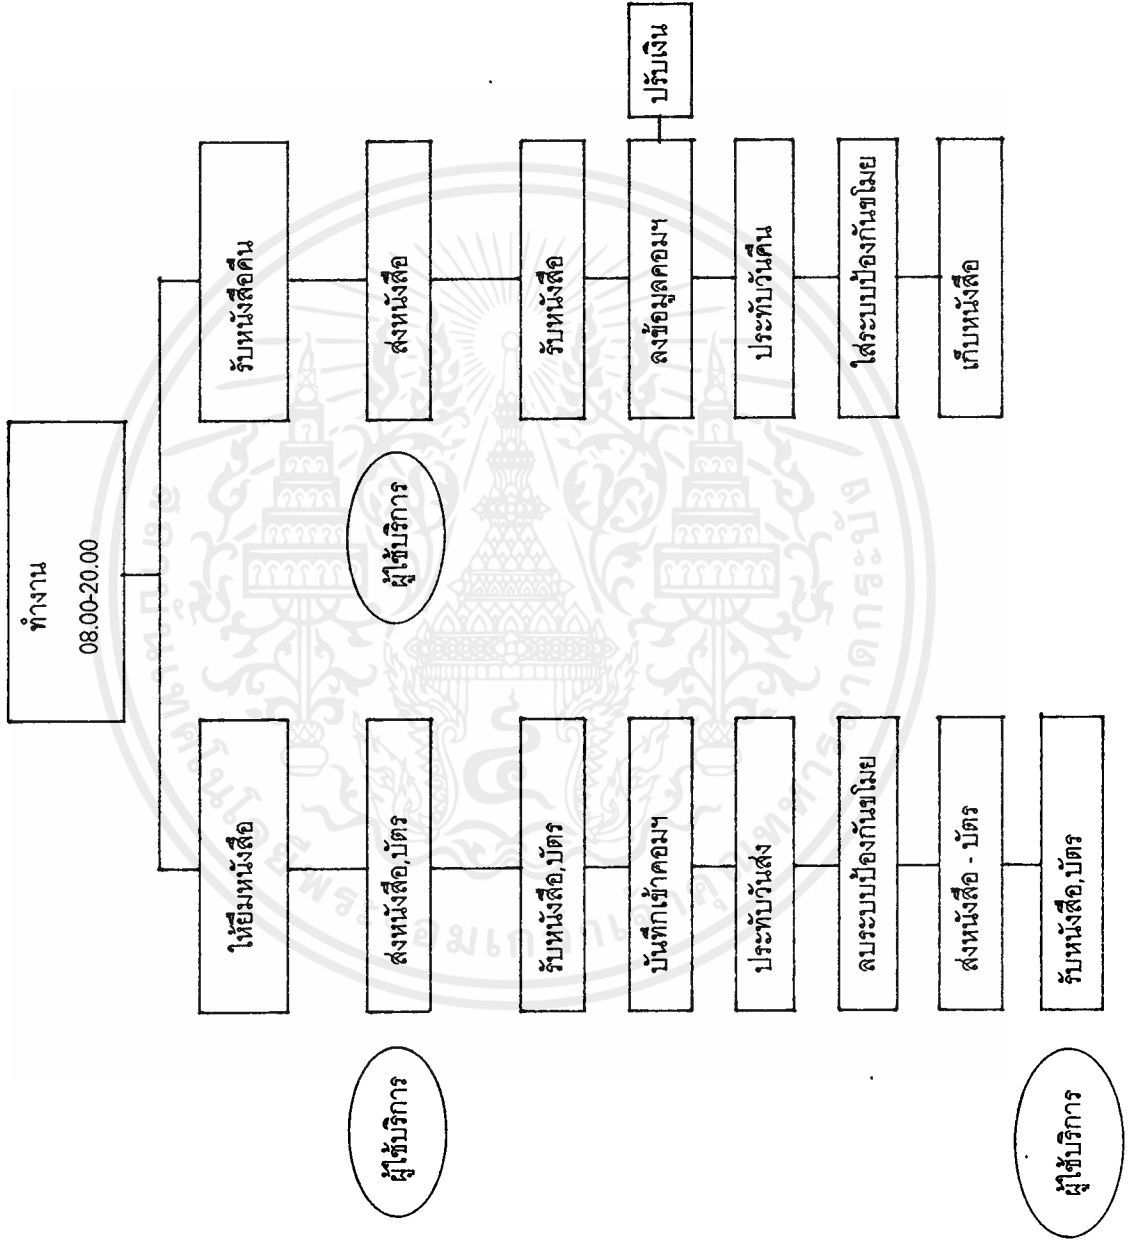 ทำงาน
08.00-20.00
ให้ยืมหนังสือ
รับหนังสือคืน
ผู้ใช้บริการ
ส่งหนังสือ,บัตร
ผู้ใช้บริการ
ส่งหนังสือ
รับหนังสือ,บัตร
รับหนังสือ
บันทึกเข้าคอมฯ
ลงข้อมูลคอมฯ
ปรับเงิน
ประทับวันส่ง
ประทับวันคืน
ลบระบบป้องกันขโมย
ใส่ระบบป้องกันขโมย
ส่งหนังสือ - บัตร
เก็บหนังสือ
ผู้ใช้บริการ
รับหนังสือ,บัตร